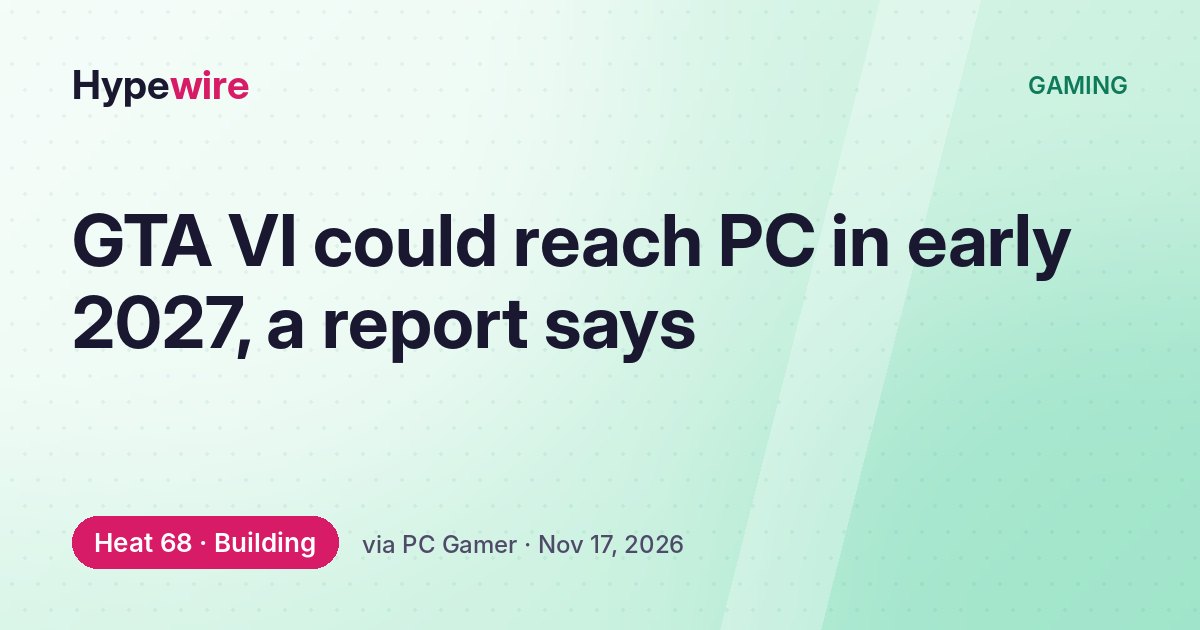 Hypewire
GAMING
GTA VI could reach PC in early
2027, a report says
Heat 68 · Building
via PC Gamer · Nov 17, 2026